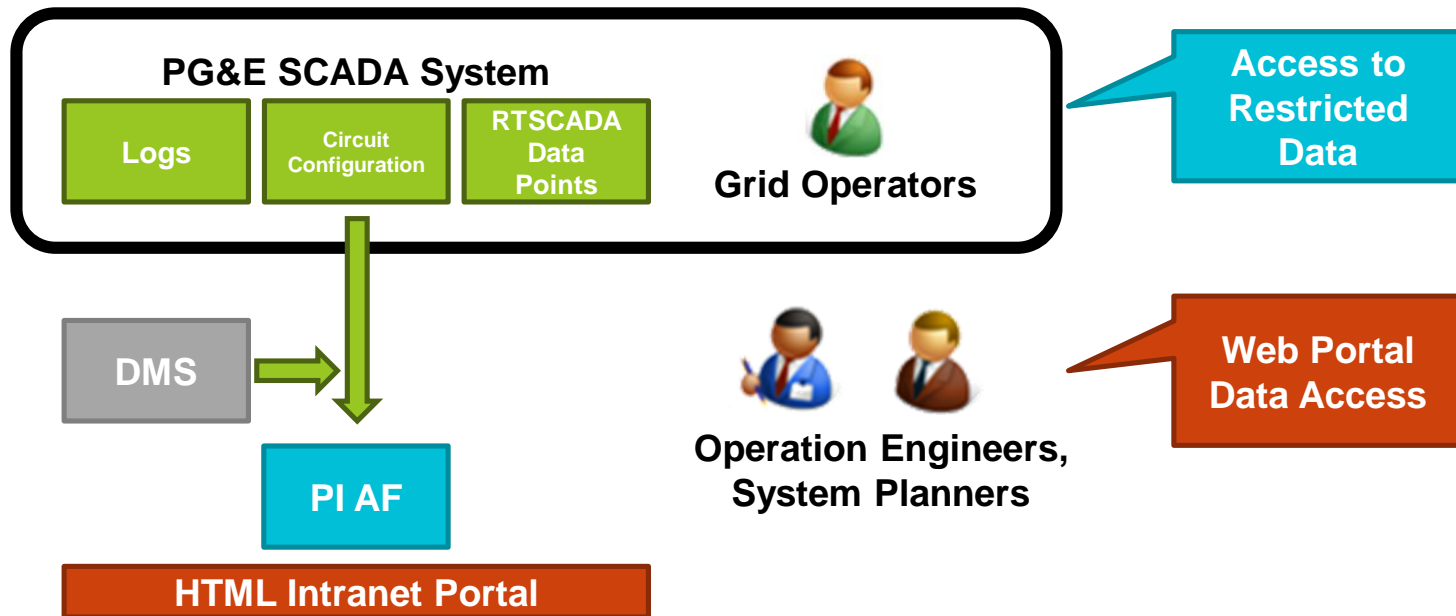 PG&E SCADA System
Logs
Circuit
Configuration
RTSCADA
Data
Points
Grid Operators
Access to
Restricted
Data
DMS
PI AF
HTML Intranet Portal
Operation Engineers,
System Planners
Web Portal
Data Access